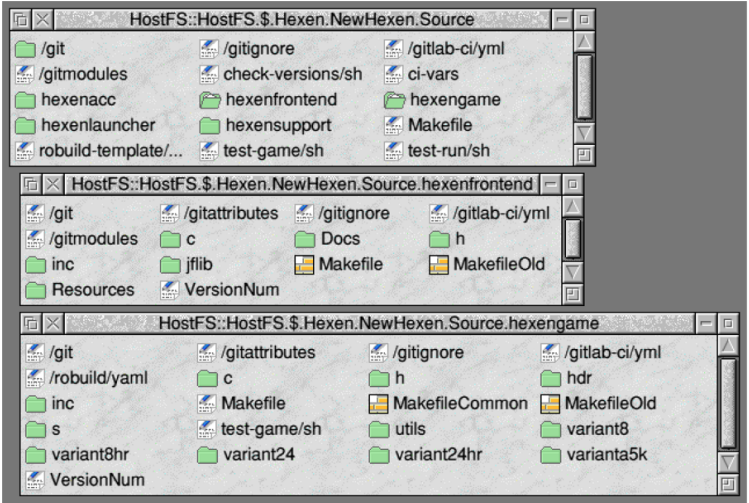 HostFS::HostFS.$.Hexen.NewHexen.Source
/git /gitignore /gitlab-ci/yml
/gitmodules check-versions/sh ci-vars
hexenacc hexenfrontend hexengame
hexenlauncher hexensupport Makefile
robuild-template/... test-game/sh test-run/sh
HostFS::HostFS.$.Hexen.NewHexen.Source.hexenfrontend
/git /gitattributes /gitignore /gitlab-ci/yml
/gitmodules c Docs h
inc jflib Makefile MakefileOld
Resources VersionNum
HostFS::HostFS.$.Hexen.NewHexen.Source.hexengame
/git /gitattributes /gitignore /gitlab-ci/yml
/robuild/yaml c h hdr
inc Makefile MakefileCommon MakefileOld
s test-game/sh utils variant8
variant8hr variant24 variant24hr varianta5k
VersionNum